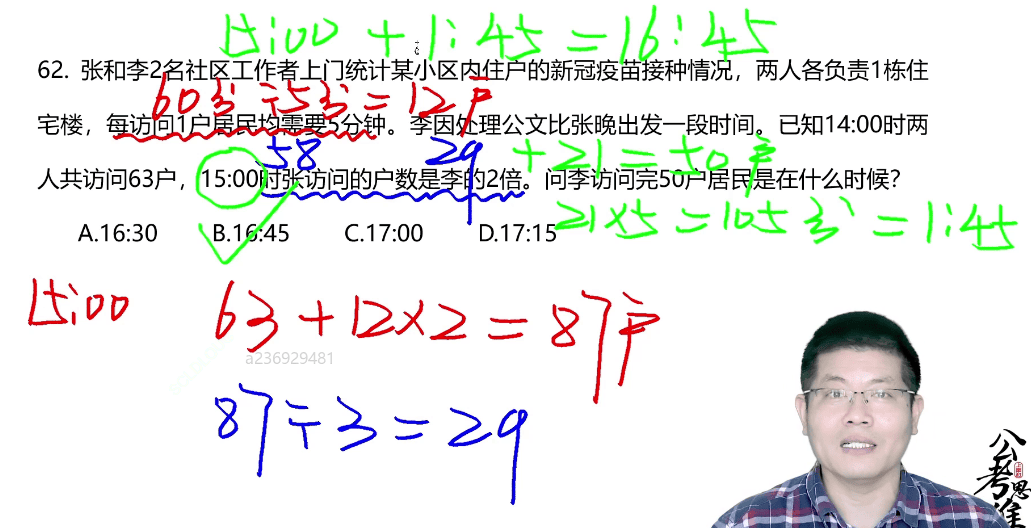 15:00 + 1:45 = 16:45
62. 张和李2名社区工作者上门统计某小区内住户的新冠疫苗接种情况，两人各负责1栋住
60分÷5分=12户
宅楼，每访问1户居民均需要5分钟。李因处理公文比张晚出发一段时间。已知14:00时两
58 29 +21=50户
人共访问63户，15:00时张访问的户数是李的2倍。问李访问完50户居民是在什么时候？
21×5=105分=1:45
A.16:30 B.16:45 C.17:00 D.17:15
15:00 63+12×2=87户
a236929481
87÷3=29
公考思维